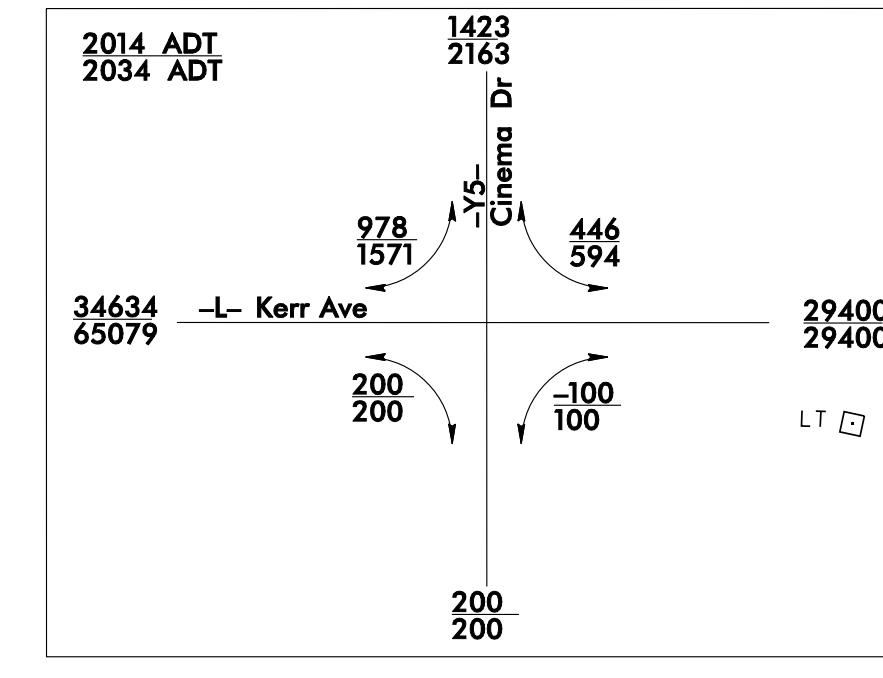 2014 ADT
2034 ADT
1423
2163
–Y5–
Cinema Dr
978
1571
446
594
34634
65079
–L– Kerr Ave
29400
29400
200
200
–100
100
LT
200
200